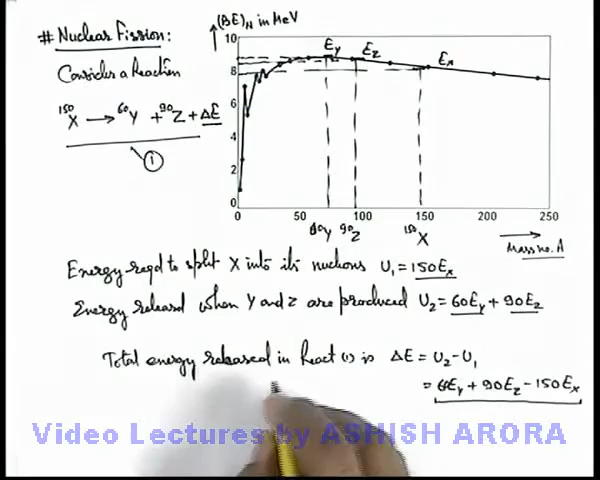 # Nuclear Fission:
Consider a Reaction
¹⁵⁰X → ⁶⁰Y + ⁹⁰Z + ΔE
①
(BE)N in MeV
10
8
6
4
2
0
Ey Ez Ex
0 50 100 150 200 250
⁶⁰Y ⁹⁰Z ¹⁵⁰X
Mass no. A
Energy reqd to split X into its nucleons U₁ = 150Ex
Energy released when Y and Z are produced U₂ = 60Ey + 90Ez
Total energy released in React (1) is ΔE = U₂ - U₁
= 60Ey + 90Ez - 150Ex
Video Lectures by ASHISH ARORA